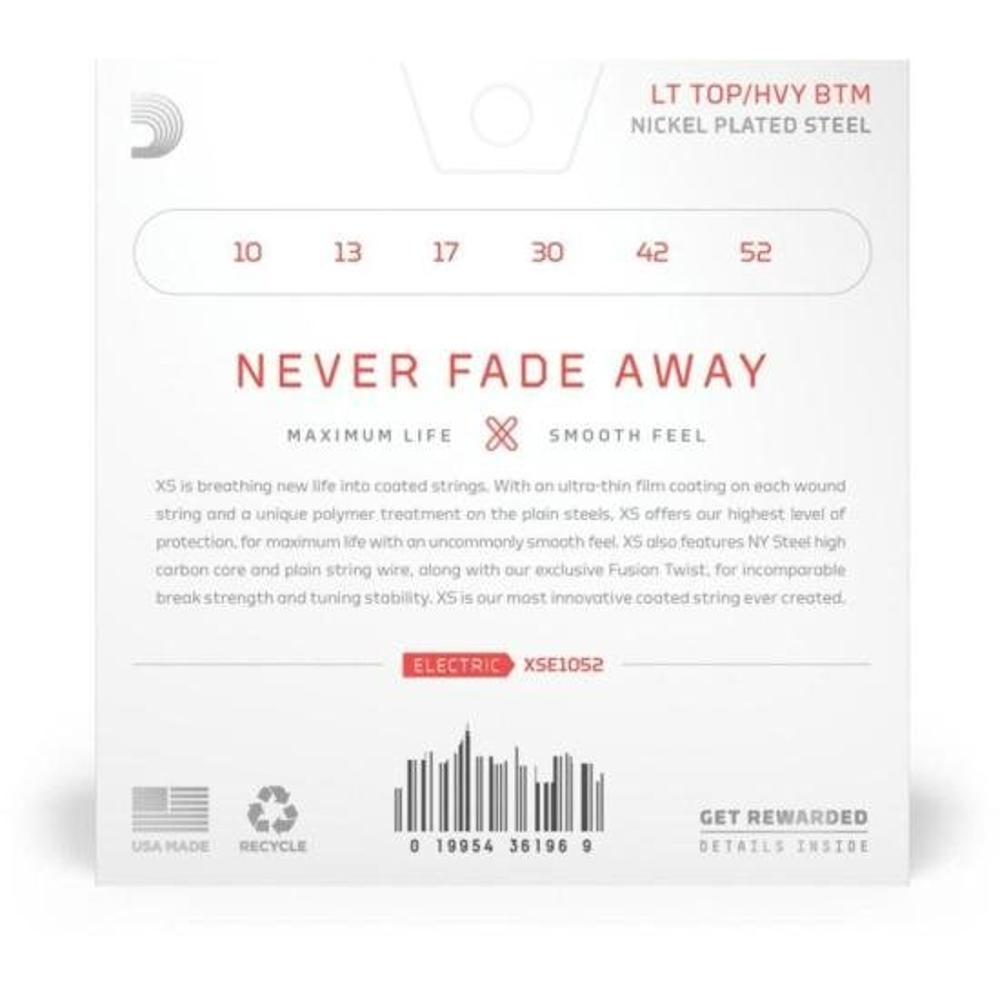 LT TOP/HVY BTM
NICKEL PLATED STEEL
10 13 17 30 42 52
NEVER FADE AWAY
MAXIMUM LIFE SMOOTH FEEL
XS is breathing new life into coated strings. With an ultra-thin film coating on each wound
string and a unique polymer treatment on the plain steels, XS offers our highest level of
protection, for maximum life with an uncommonly smooth feel. XS also features NY Steel high
carbon core and plain string wire, along with our exclusive Fusion Twist, for incomparable
break strength and tuning stability. XS is our most innovative coated string ever created.
ELECTRIC XSE1052
USA MADE
RECYCLE
0 19954 36196 9
GET REWARDED
DETAILS INSIDE